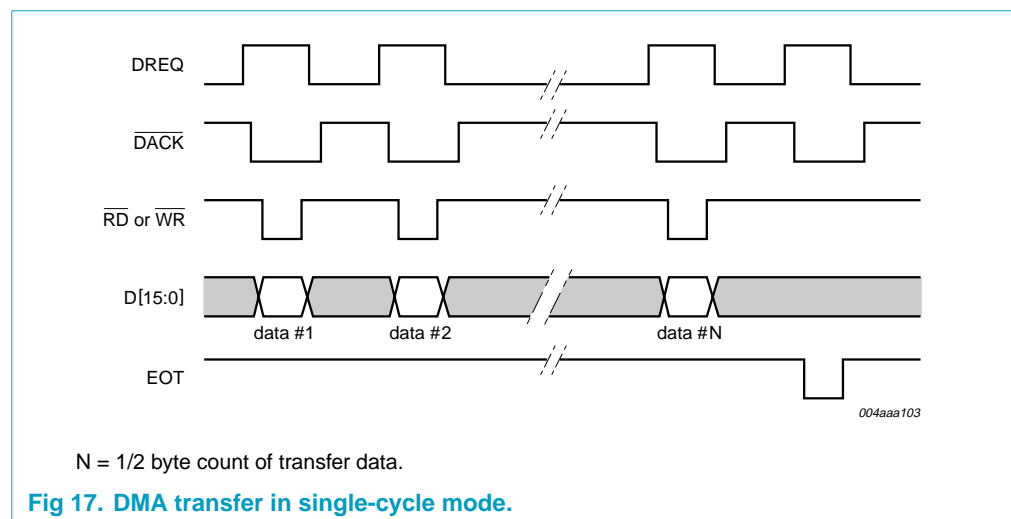 DREQ
DACK
RD or WR
D[15:0]
data #1 data #2 data #N
EOT
004aaa103
N = 1/2 byte count of transfer data.
Fig 17. DMA transfer in single-cycle mode.